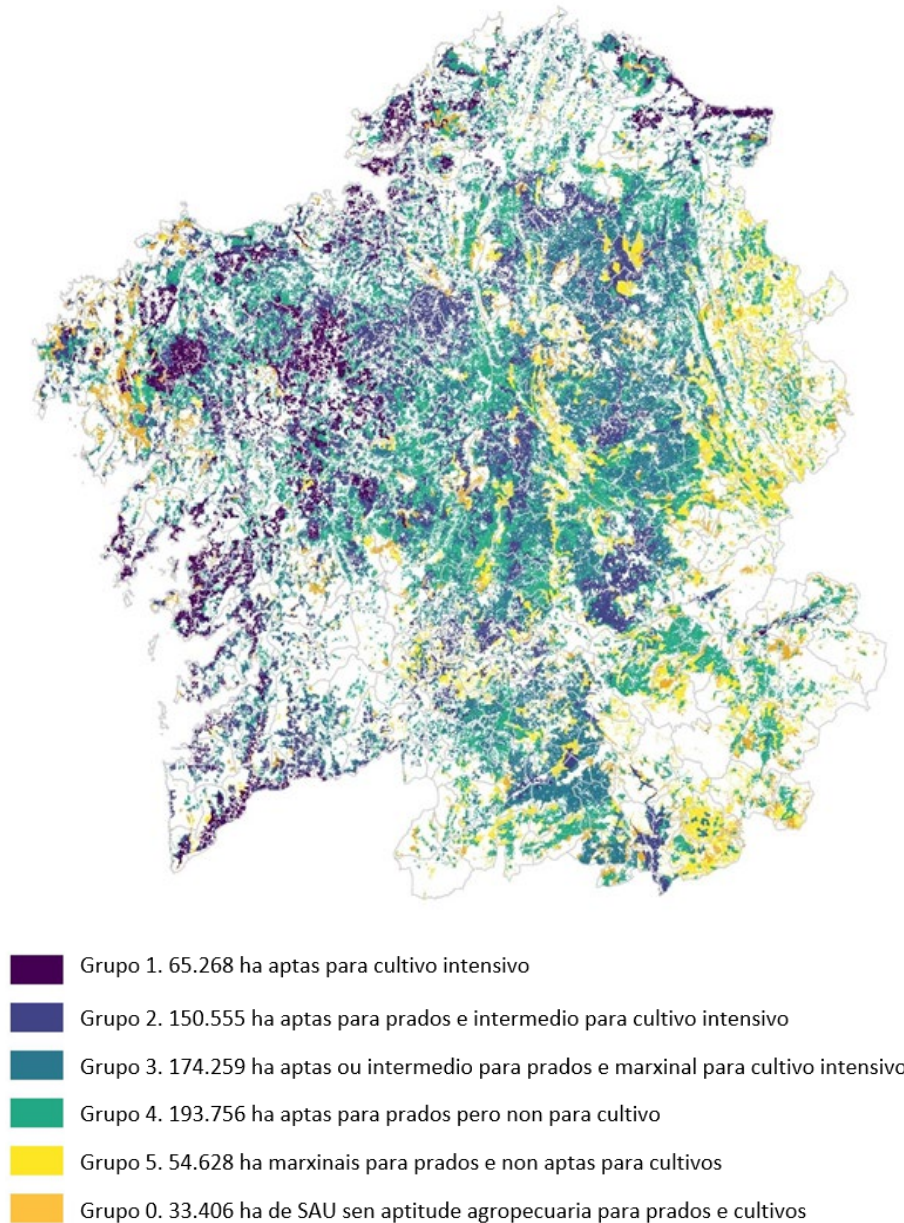 Grupo 1. 65.268 ha aptas para cultivo intensivo
Grupo 2. 150.555 ha aptas para prados e intermedio para cultivo intensivo
Grupo 3. 174.259 ha aptas ou intermedio para prados e marxinal para cultivo intensivo
Grupo 4. 193.756 ha aptas para prados pero non para cultivo
Grupo 5. 54.628 ha marxinais para prados e non aptas para cultivos
Grupo 0. 33.406 ha de SAU sen aptitude agropecuaria para prados e cultivos